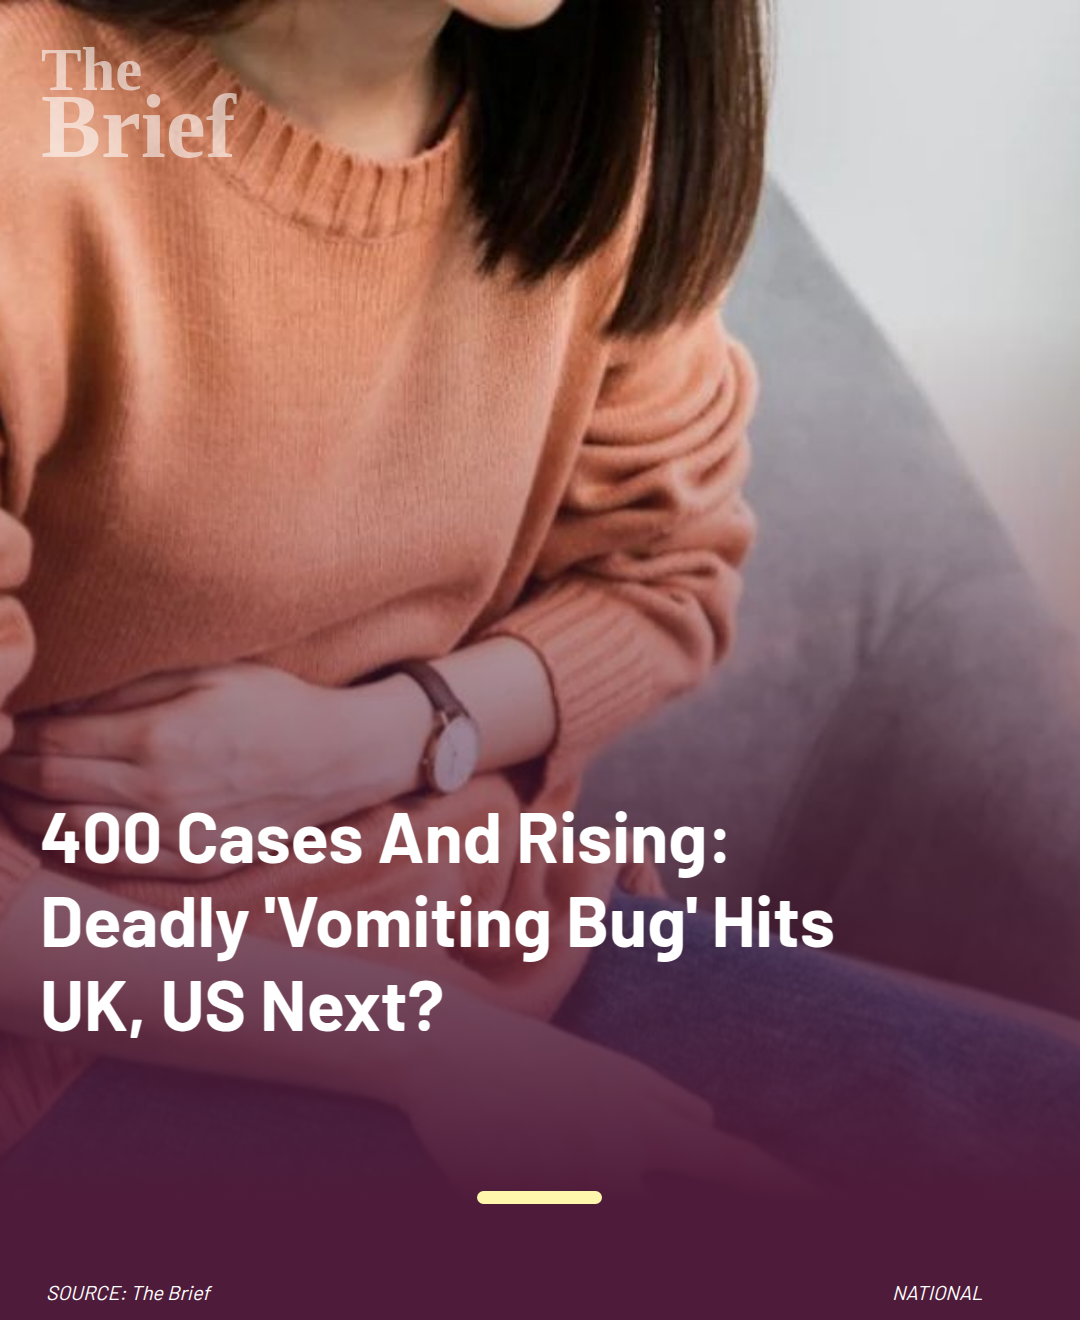 The
Brief
400 Cases And Rising:
Deadly 'Vomiting Bug' Hits
UK, US Next?
SOURCE: The Brief
NATIONAL